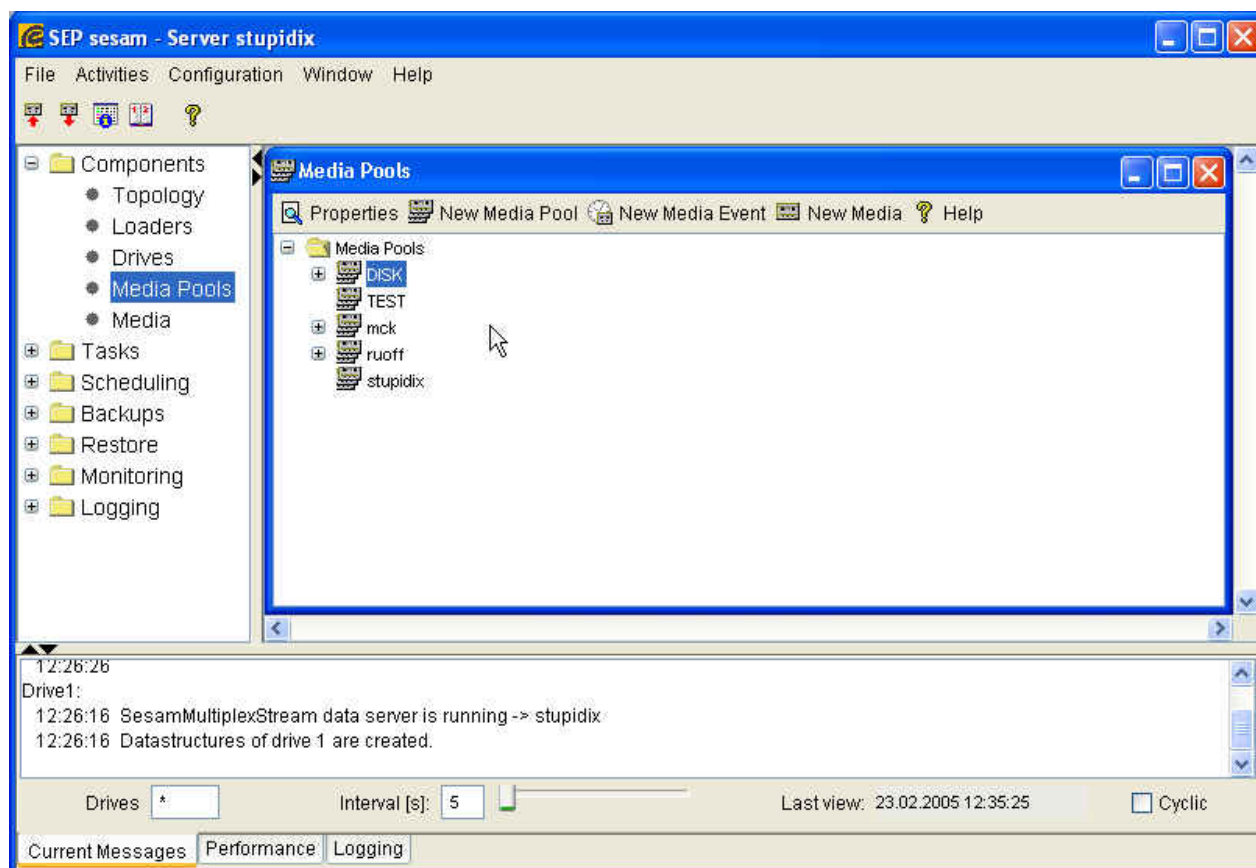 SEP sesam - Server stupidix
File Activities Configuration Window Help
Components
Topology
Loaders
Drives
Media Pools
Media
Tasks
Scheduling
Backups
Restore
Monitoring
Logging
Media Pools
Properties New Media Pool New Media Event New Media Help
Media Pools
DISK
TEST
mck
ruoff
stupidix
12:26:26
Drive1:
12:26:16 SesamMultiplexStream data server is running -> stupidix
12:26:16 Datastructures of drive 1 are created.
Drives * Interval [s]: 5 Last view: 23.02.2005 12:35:25 Cyclic
Current Messages Performance Logging